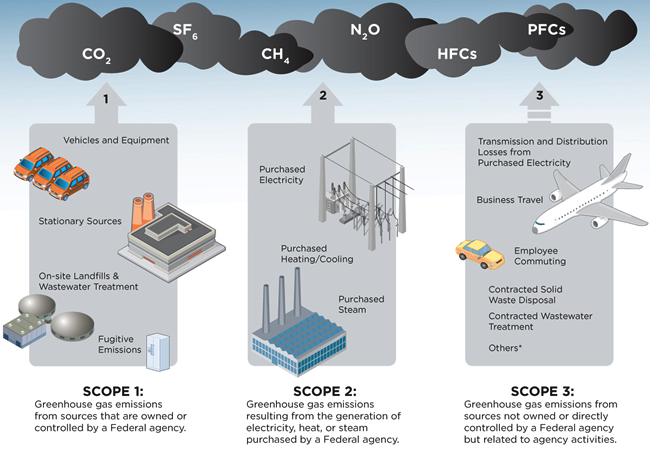 SF6
N2O
PFCs
CO2
CH4
HFCs
1
2
3
Vehicles and Equipment
Stationary Sources
On-site Landfills &
Wastewater Treatment
Fugitive
Emissions
Purchased
Electricity
Purchased
Heating/Cooling
Purchased
Steam
Transmission and Distribution
Losses from
Purchased Electricity
Business Travel
Employee
Commuting
Contracted Solid
Waste Disposal
Contracted Wastewater
Treatment
Others*
SCOPE 1:
Greenhouse gas emissions
from sources that are owned or
controlled by a Federal agency.
SCOPE 2:
Greenhouse gas emissions
resulting from the generation of
electricity, heat, or steam
purchased by a Federal agency.
SCOPE 3:
Greenhouse gas emissions from
sources not owned or directly
controlled by a Federal agency
but related to agency activities.